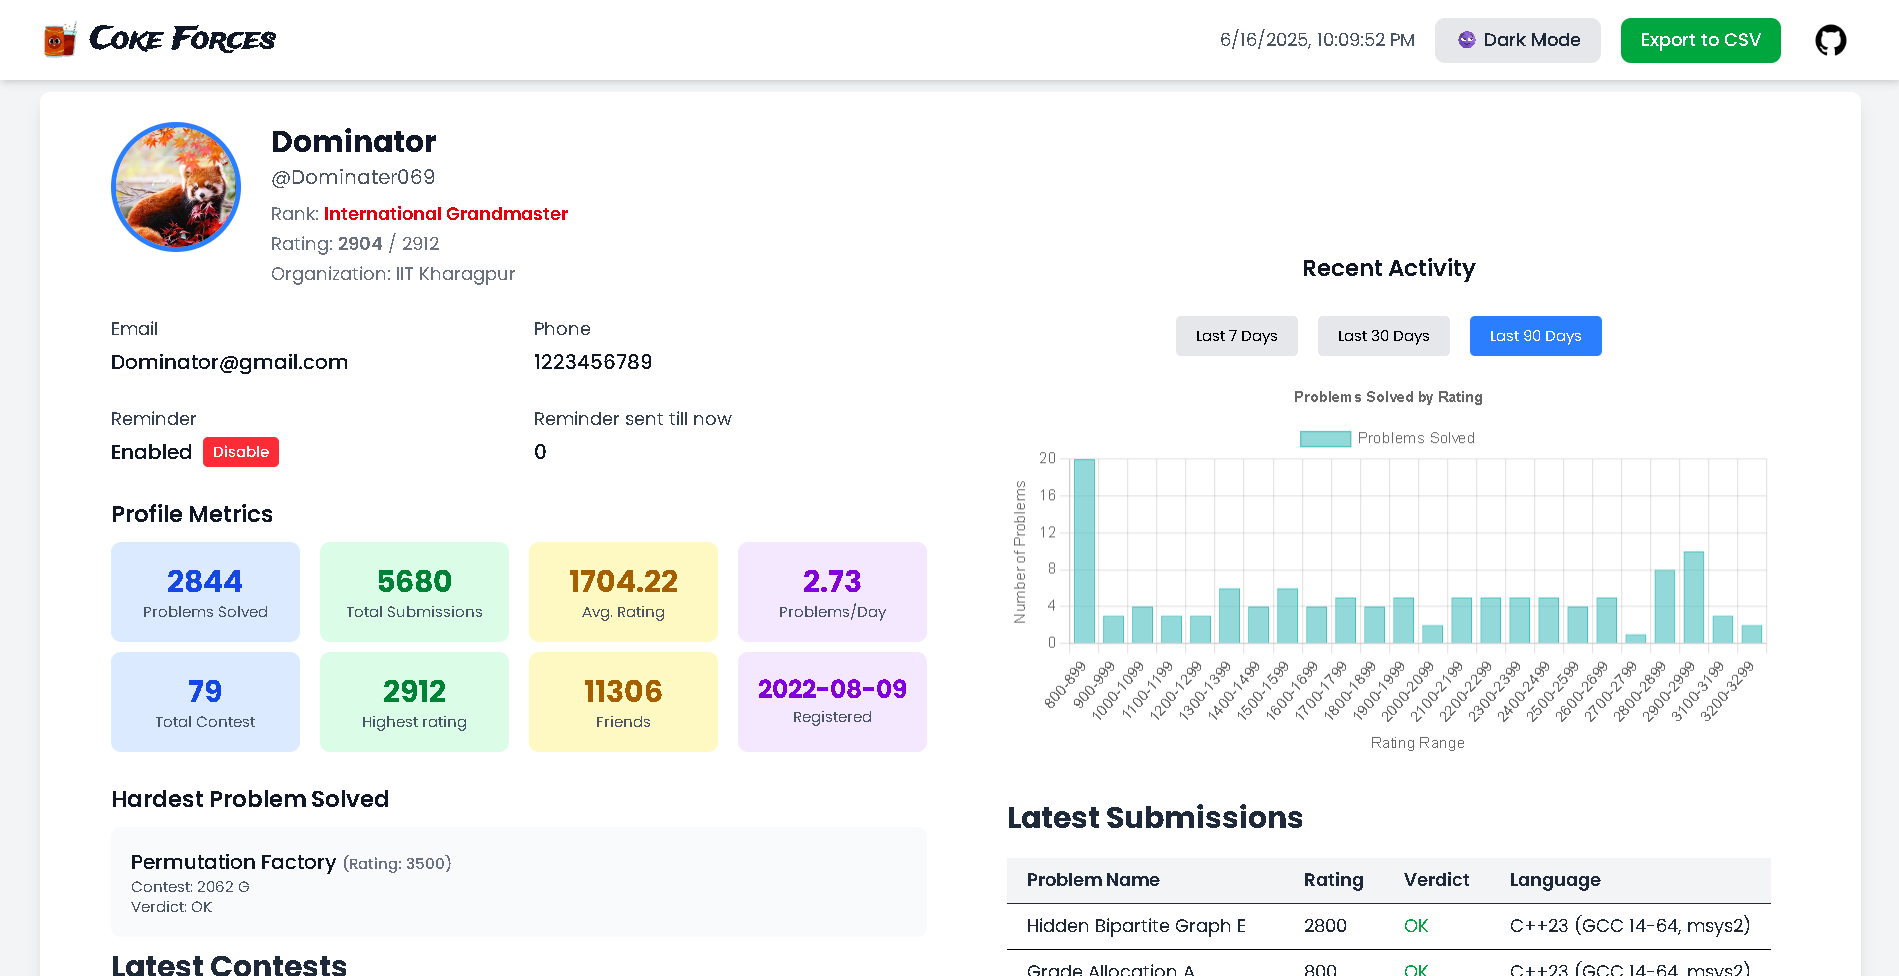 Coke Forces
6/16/2025, 10:09:52 PM
Dark Mode
Export to CSV
Dominator
@Dominater069
Rank: International Grandmaster
Rating: 2904 / 2912
Organization: IIT Kharagpur
Email
Dominator@gmail.com
Phone
1223456789
Reminder
Enabled Disable
Reminder sent till now
0
Profile Metrics
2844
Problems Solved
5680
Total Submissions
1704.22
Avg. Rating
2.73
Problems/Day
79
Total Contest
2912
Highest rating
11306
Friends
2022-08-09
Registered
Hardest Problem Solved
Permutation Factory (Rating: 3500)
Contest: 2062 G
Verdict: OK
Latest Contests
Recent Activity
Last 7 Days
Last 30 Days
Last 90 Days
Problems Solved by Rating
Problems Solved
Number of Problems
20
16
12
8
4
0
800-899
900-999
1000-1099
1100-1199
1200-1299
1300-1399
1400-1499
1500-1599
1600-1699
1700-1799
1800-1899
1900-1999
2000-2099
2100-2199
2200-2299
2300-2399
2400-2499
2500-2599
2600-2699
2700-2799
2800-2899
2900-2999
3100-3199
3200-3299
Rating Range
Latest Submissions
Problem Name Rating Verdict Language
Hidden Bipartite Graph E 2800 OK C++23 (GCC 14-64, msys2)
Grade Allocation A 800 OK C++23 (GCC 14-64, msys2)